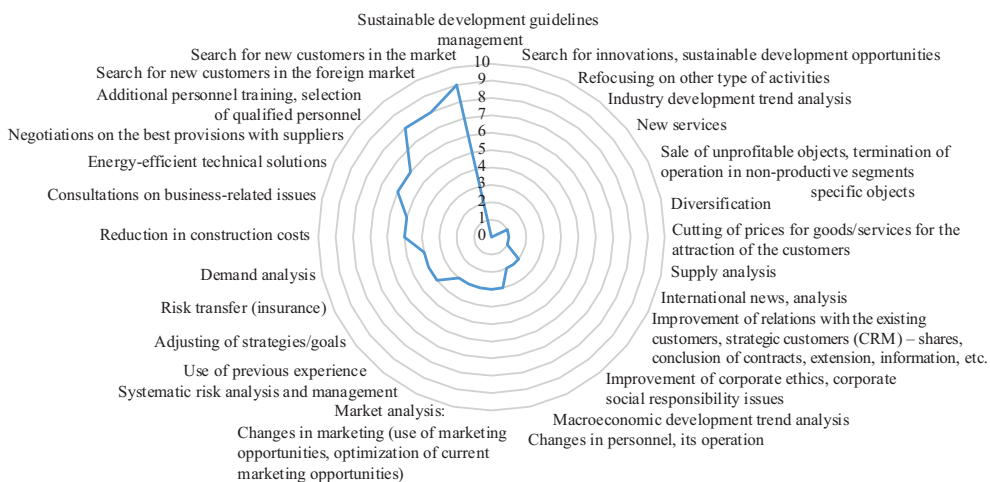 Sustainable development guidelines
management
Search for new customers in the market
Search for innovations, sustainable development opportunities
Search for new customers in the foreign market
Refocusing on other type of activities
Additional personnel training, selection
of qualified personnel
Industry development trend analysis
Negotiations on the best provisions with suppliers
New services
Energy-efficient technical solutions
Sale of unprofitable objects, termination of
operation in non-productive segments
specific objects
Consultations on business-related issues
Diversification
Reduction in construction costs
Cutting of prices for goods/services for the
attraction of the customers
Demand analysis
Supply analysis
Risk transfer (insurance)
International news, analysis
Adjusting of strategies/goals
Improvement of relations with the existing
customers, strategic customers (CRM) – shares,
conclusion of contracts, extension, information, etc.
Use of previous experience
Improvement of corporate ethics, corporate
social responsibility issues
Systematic risk analysis and management
Market analysis:
Macroeconomic development trend analysis
Changes in marketing (use of marketing
opportunities, optimization of current
marketing opportunities)
Changes in personnel, its operation
10
9
8
7
6
5
4
3
2
1
0